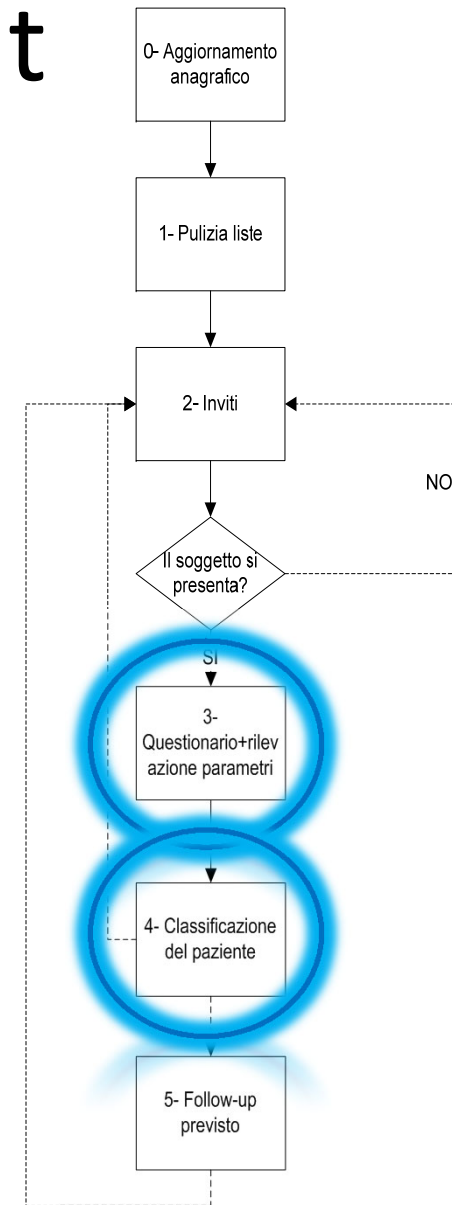 t
0- Aggiornamento
anagrafico
1- Pulizia liste
2- Inviti
NO
Il soggetto si
presenta?
SI
3-
Questionario+rilev
azione parametri
4- Classificazione
del paziente
5- Follow-up
previsto